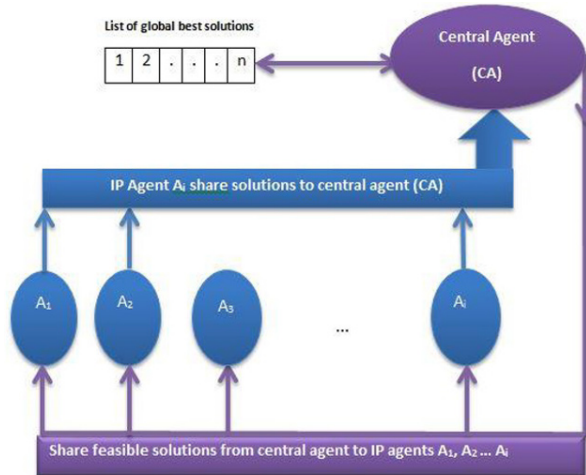 List of global best solutions
1 2 . . . n
Central Agent
(CA)
IP Agent Aᵢ share solutions to central agent (CA)
A₁ A₂ A₃ ... Aᵢ
Share feasible solutions from central agent to IP agents A₁, A₂ ... Aᵢ